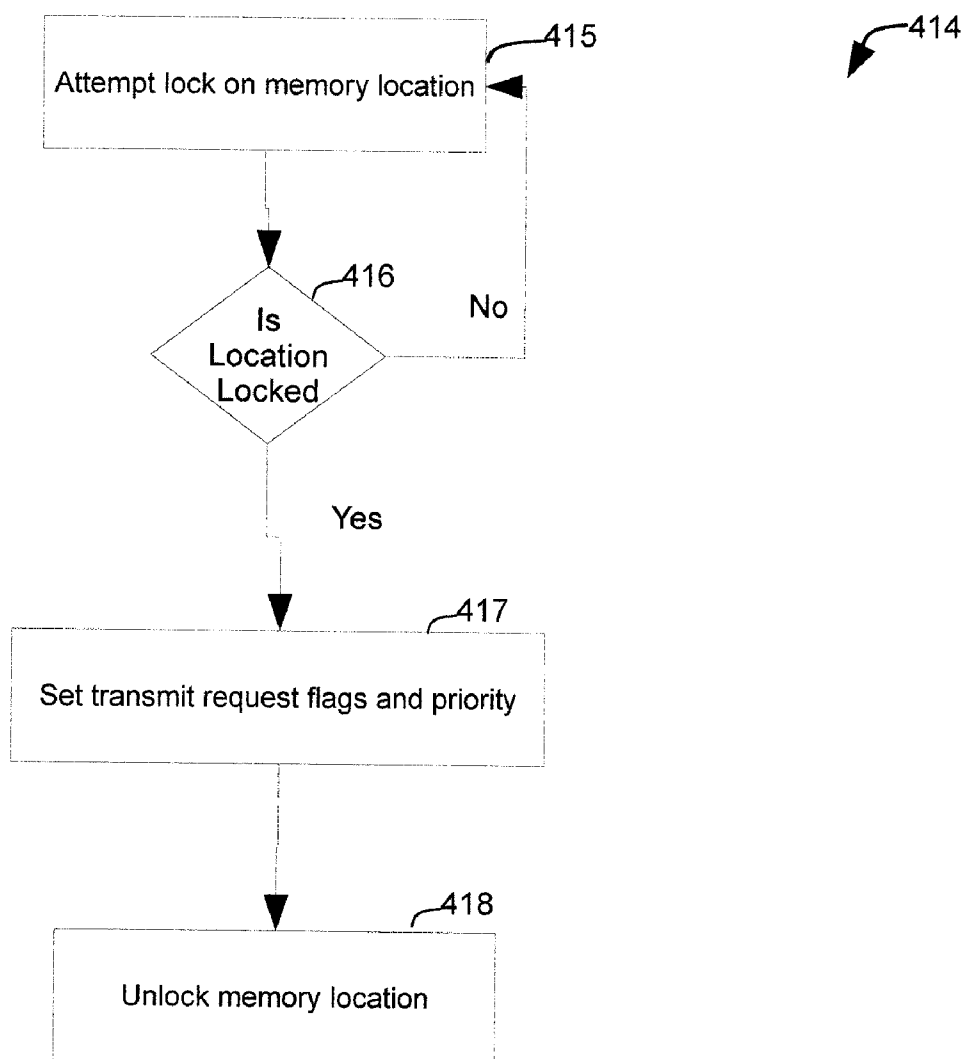 414
415
Attempt lock on memory location
416
Is
Location
Locked
No
Yes
417
Set transmit request flags and priority
418
Unlock memory location